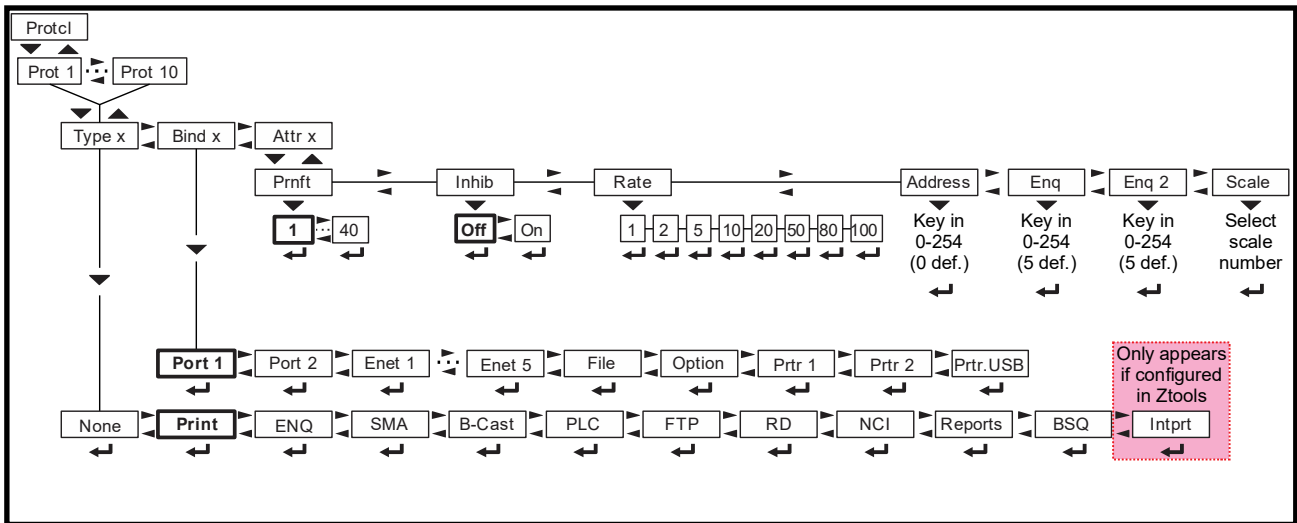 Protcl
Prot 1 Prot 10
Type x Bind x Attr x
Prnft Inhib Rate Address Enq Enq 2 Scale
1 40 Off On 1 2 5 10 20 50 80 100
Key in
0-254
(0 def.)
Key in
0-254
(5 def.)
Key in
0-254
(5 def.)
Select
scale
number
Port 1 Port 2 Enet 1 Enet 5 File Option Prtr 1 Prtr 2 Prtr.USB
Only appears
if configured
in Ztools
None Print ENQ SMA B-Cast PLC FTP RD NCI Reports BSQ Intprt